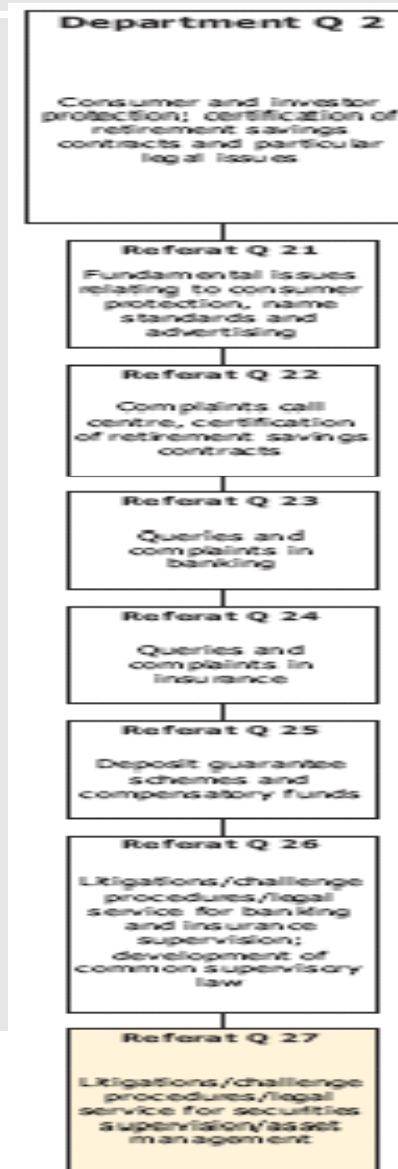 Department Q 2
Consumer and investor
protection; certification of
retirement savings
contracts and particular
legal issues
Referat Q 21
Fundamental issues
relating to consumer
protection, name
standards and
advertising
Referat Q 22
Complaints call
centre, certification
of retirement savings
contracts
Referat Q 23
Queries and
complaints in
banking
Referat Q 24
Queries and
complaints in
insurance
Referat Q 25
Deposit guarantee
schemes and
compensatory funds
Referat Q 26
Litigations/challenge
procedures/legal
service for banking
and insurance
supervision;
development of
common supervisory
law
Referat Q 27
Litigations/challenge
procedures/legal
service for securities
supervision/asset
management